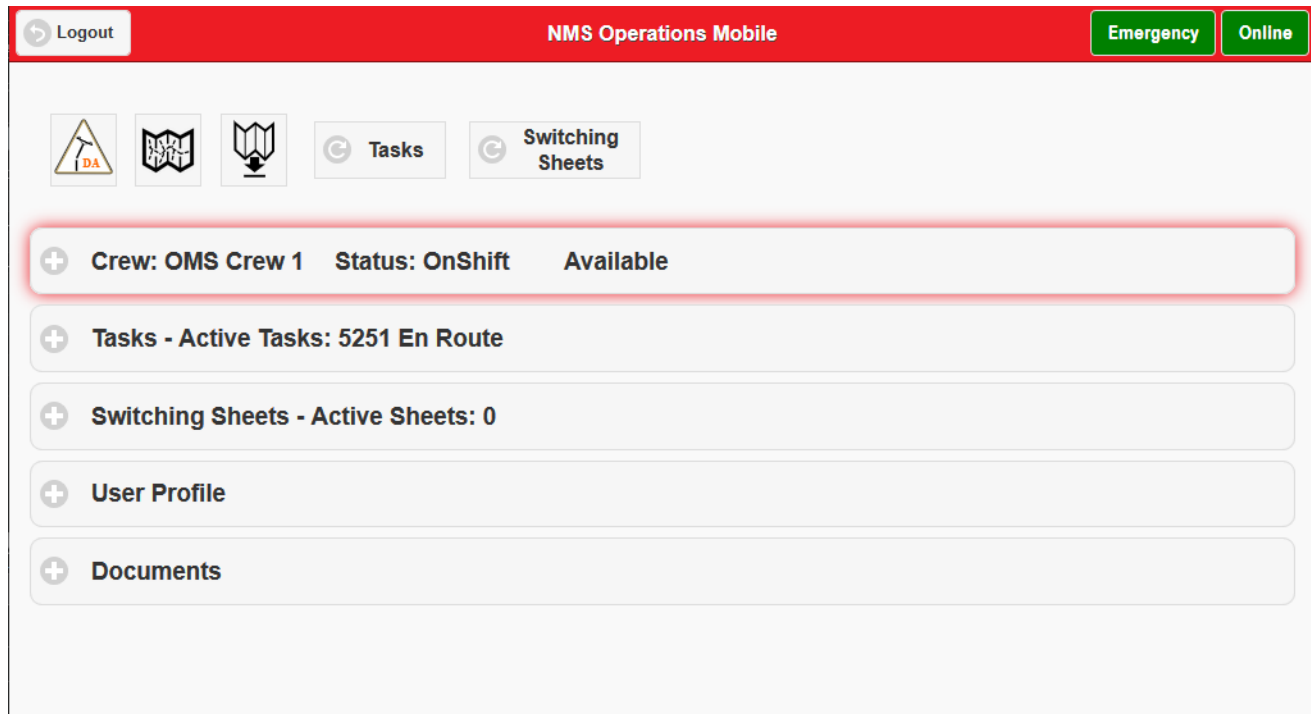 Logout
NMS Operations Mobile
Emergency
Online
DA
Tasks
Switching
Sheets
Crew: OMS Crew 1 Status: OnShift Available
Tasks - Active Tasks: 5251 En Route
Switching Sheets - Active Sheets: 0
User Profile
Documents